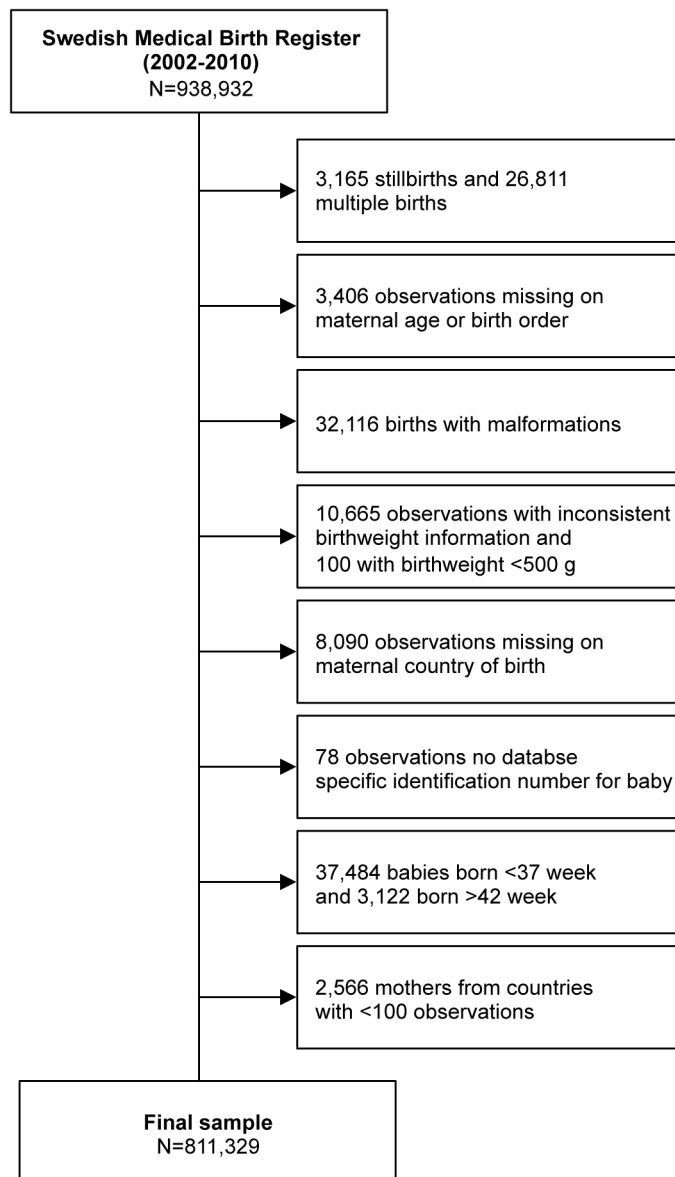 Swedish Medical Birth Register
(2002-2010)
N=938,932
3,165 stillbirths and 26,811
multiple births
3,406 observations missing on
maternal age or birth order
32,116 births with malformations
10,665 observations with inconsistent
birthweight information and
100 with birthweight <500 g
8,090 observations missing on
maternal country of birth
78 observations no databse
specific identification number for baby
37,484 babies born <37 week
and 3,122 born >42 week
2,566 mothers from countries
with <100 observations
Final sample
N=811,329